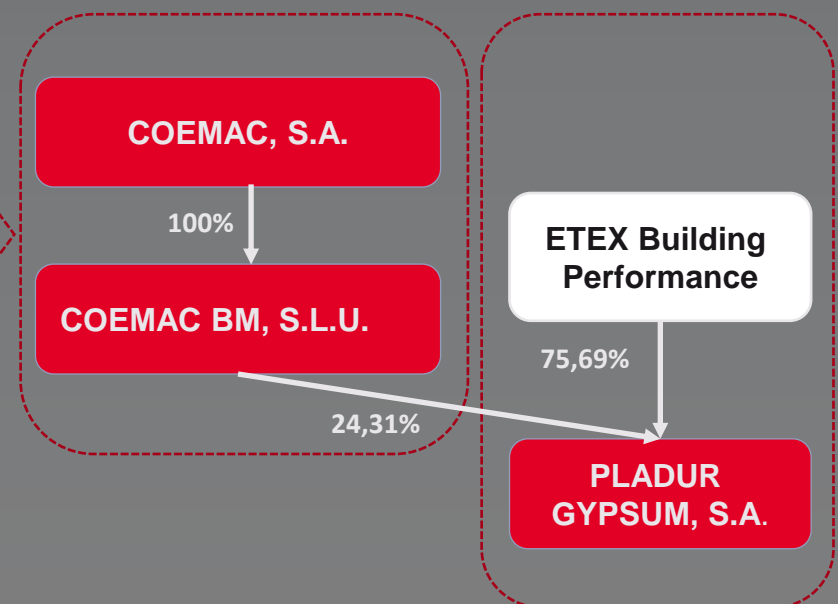 COEMAC, S.A.
100%
COEMAC BM, S.L.U.
24,31%
ETEX Building
Performance
75,69%
PLADUR
GYPSUM, S.A.